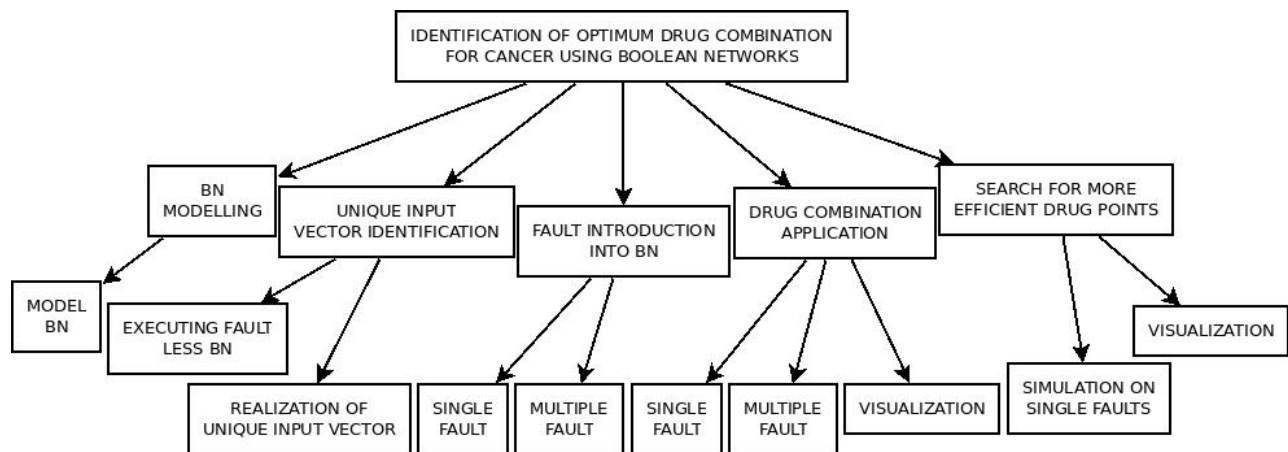 IDENTIFICATION OF OPTIMUM DRUG COMBINATION
FOR CANCER USING BOOLEAN NETWORKS
BN
MODELLING
UNIQUE INPUT
VECTOR IDENTIFICATION
FAULT INTRODUCTION
INTO BN
DRUG COMBINATION
APPLICATION
SEARCH FOR MORE
EFFICIENT DRUG POINTS
MODEL
BN
EXECUTING FAULT
LESS BN
REALIZATION OF
UNIQUE INPUT VECTOR
SINGLE
FAULT
MULTIPLE
FAULT
SINGLE
FAULT
MULTIPLE
FAULT
VISUALIZATION
SIMULATION ON
SINGLE FAULTS
VISUALIZATION